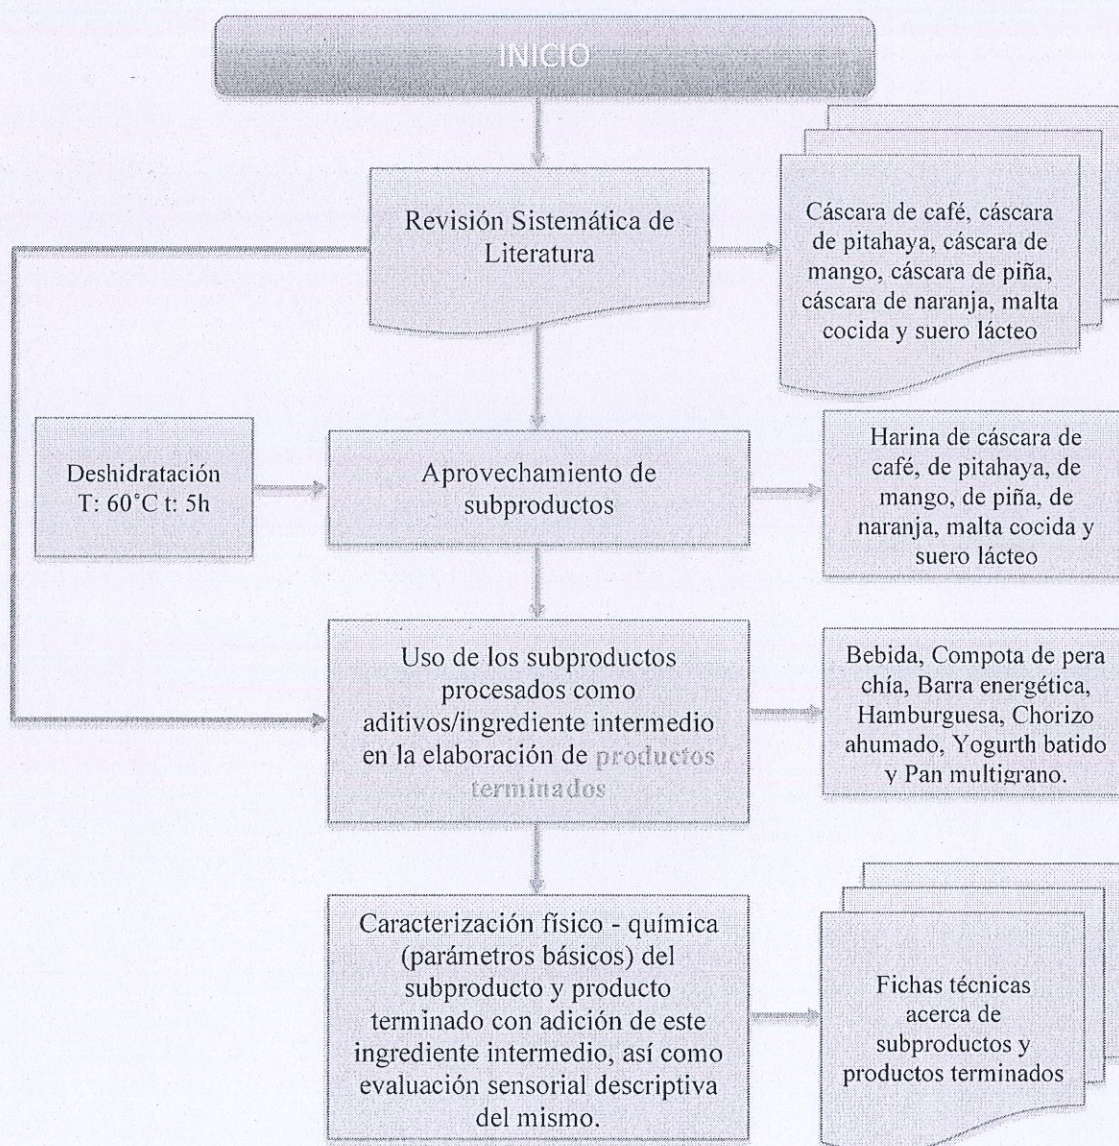 INICIO
Revisión Sistemática de
Literatura
Cáscara de café, cáscara
de pitahaya, cáscara de
mango, cáscara de piña,
cáscara de naranja, malta
cocida y suero lácteo
Deshidratación
T: 60°C t: 5h
Aprovechamiento de
subproductos
Harina de cáscara de
café, de pitahaya, de
mango, de piña, de
naranja, malta cocida y
suero lácteo
Uso de los subproductos
procesados como
aditivos/ingrediente intermedio
en la elaboración de productos
terminados
Bebida, Compota de pera
chía, Barra energética,
Hamburguesa, Chorizo
ahumado, Yogurth batido
y Pan multigrano.
Caracterización físico - química
(parámetros básicos) del
subproducto y producto
terminado con adición de este
ingrediente intermedio, así como
evaluación sensorial descriptiva
del mismo.
Fichas técnicas
acerca de
subproductos y
productos terminados